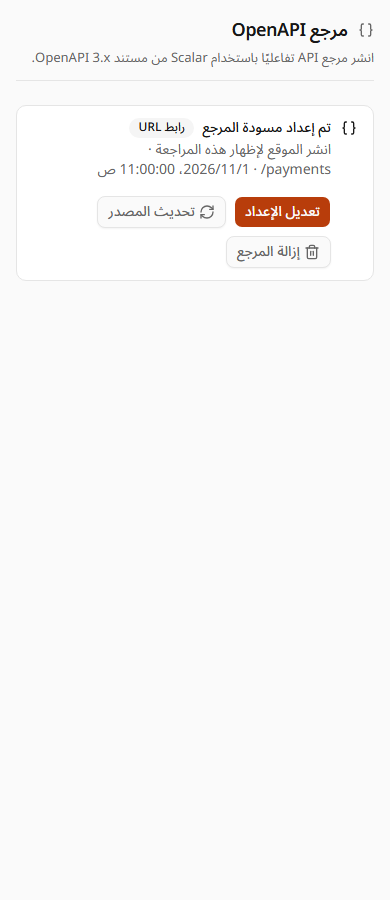 مرجع OpenAPI
انشر مرجع API تفاعليًا باستخدام Scalar من مستند OpenAPI 3.x.
تم إعداد مسودة المرجع رابط URL
انشر الموقع لإظهار هذه المراجعة ·
/payments · 2026/11/1، 11:00:00 ص
تعديل الإعداد تحديث المصدر
إزالة المرجع